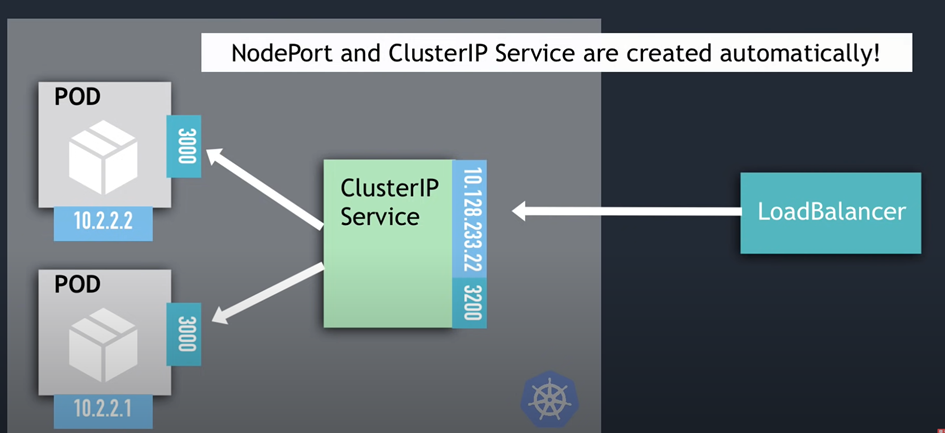 NodePort and ClusterIP Service are created automatically!
POD
3000
10.2.2.2
ClusterIP
Service
10.128.233.22
3200
LoadBalancer
POD
3000
10.2.2.1